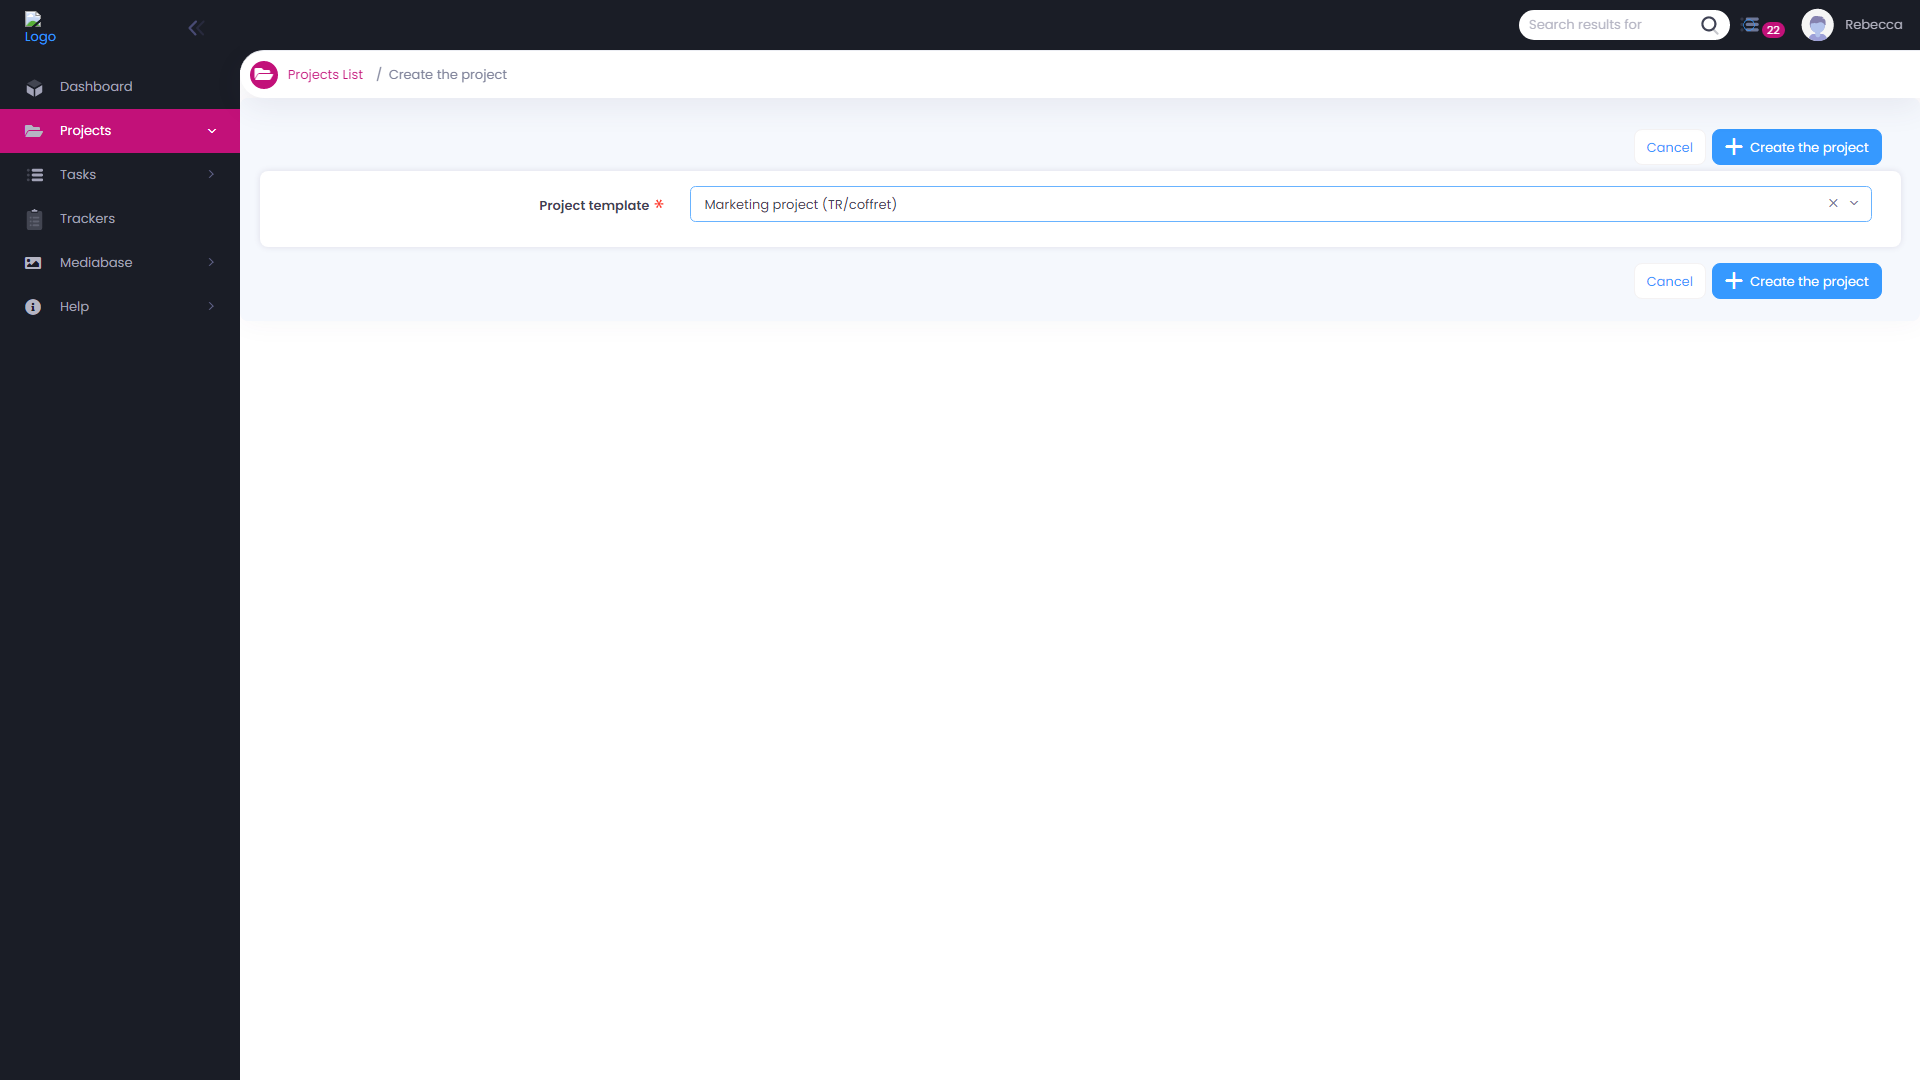 Logo
Search results for
22
Rebecca
Dashboard
Projects
Tasks
Trackers
Mediabase
Help
Projects List / Create the project
Cancel
Create the project
Project template *
Marketing project (TR/coffret)
Cancel
Create the project